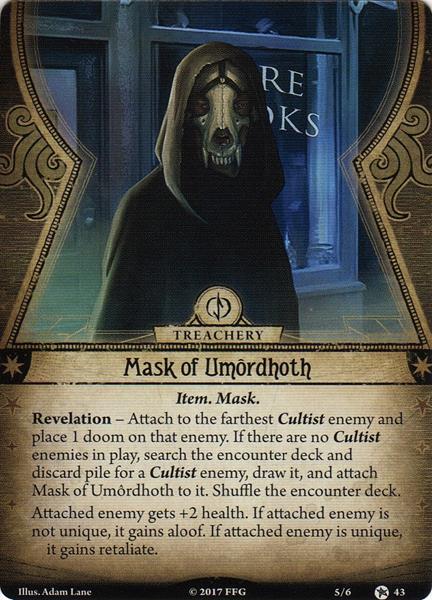 RE
OKS
TREACHERY
Mask of Umôrdhoth
Item. Mask.
Revelation – Attach to the farthest Cultist enemy and
place 1 doom on that enemy. If there are no Cultist
enemies in play, search the encounter deck and
discard pile for a Cultist enemy, draw it, and attach
Mask of Umôrdhoth to it. Shuffle the encounter deck.
Attached enemy gets +2 health. If attached enemy is
not unique, it gains aloof. If attached enemy is unique,
it gains retaliate.
Illus. Adam Lane © 2017 FFG 5/6 43